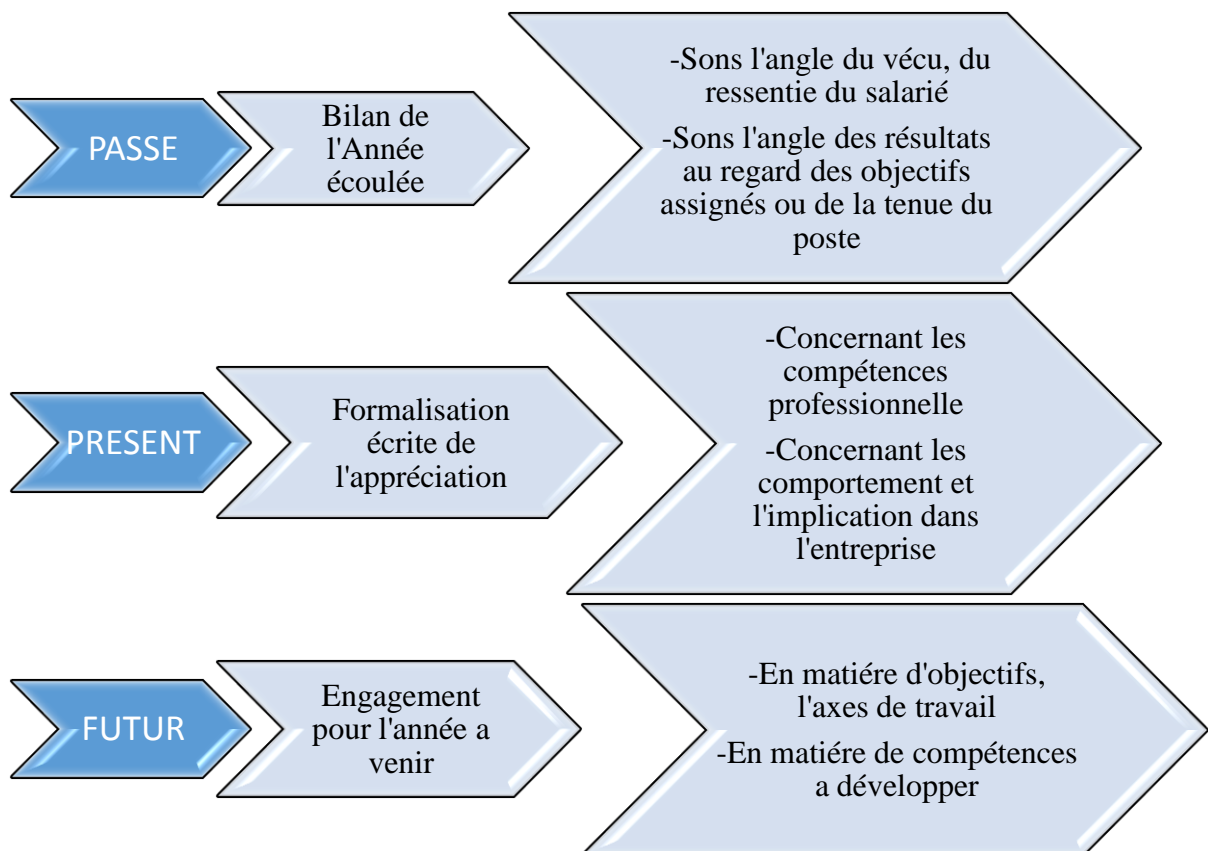 PASSE
Bilan de
l'Année
écoulée
-Sons l'angle du vécu, du
ressentie du salarié
-Sons l'angle des résultats
au regard des objectifs
assignés ou de la tenue du
poste
PRESENT
Formalisation
écrite de
l'appréciation
-Concernant les
compétences
professionnelle
-Concernant les
comportement et
l'implication dans
l'entreprise
FUTUR
Engagement
pour l'année a
venir
-En matiére d'objectifs,
l'axes de travail
-En matiére de compétences
a développer